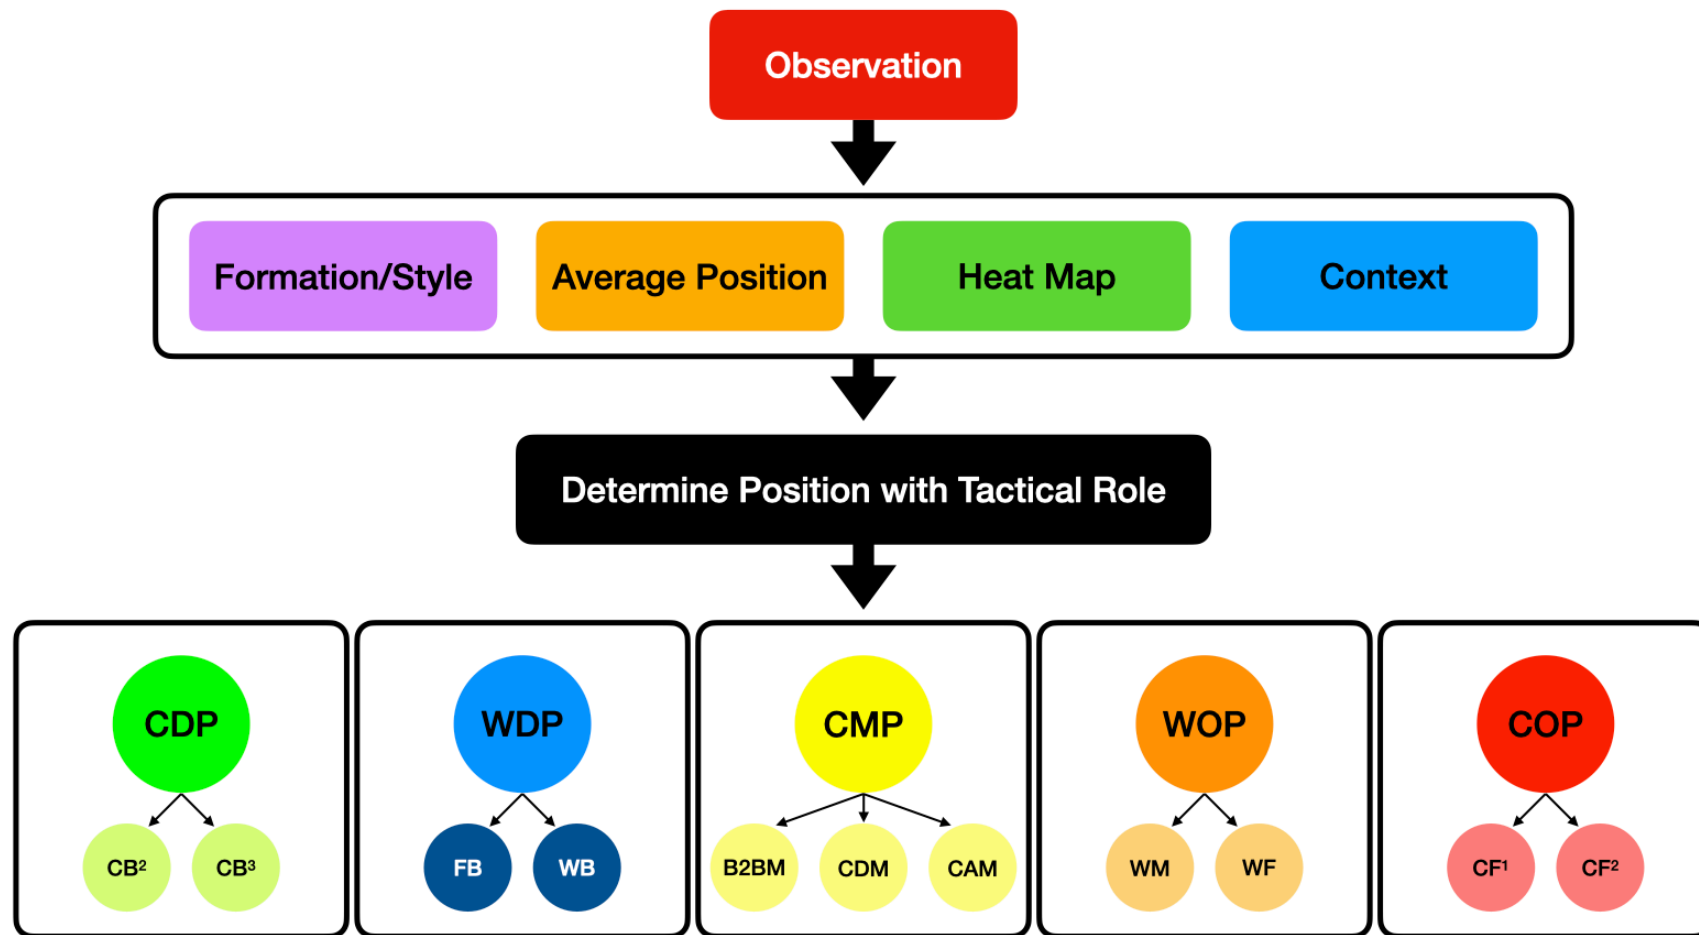 Observation
Formation/Style
Average Position
Heat Map
Context
Determine Position with Tactical Role
CDP
WDP
CMP
WOP
COP
CB²
CB³
FB
WB
B2BM
CDM
CAM
WM
WF
CF¹
CF²